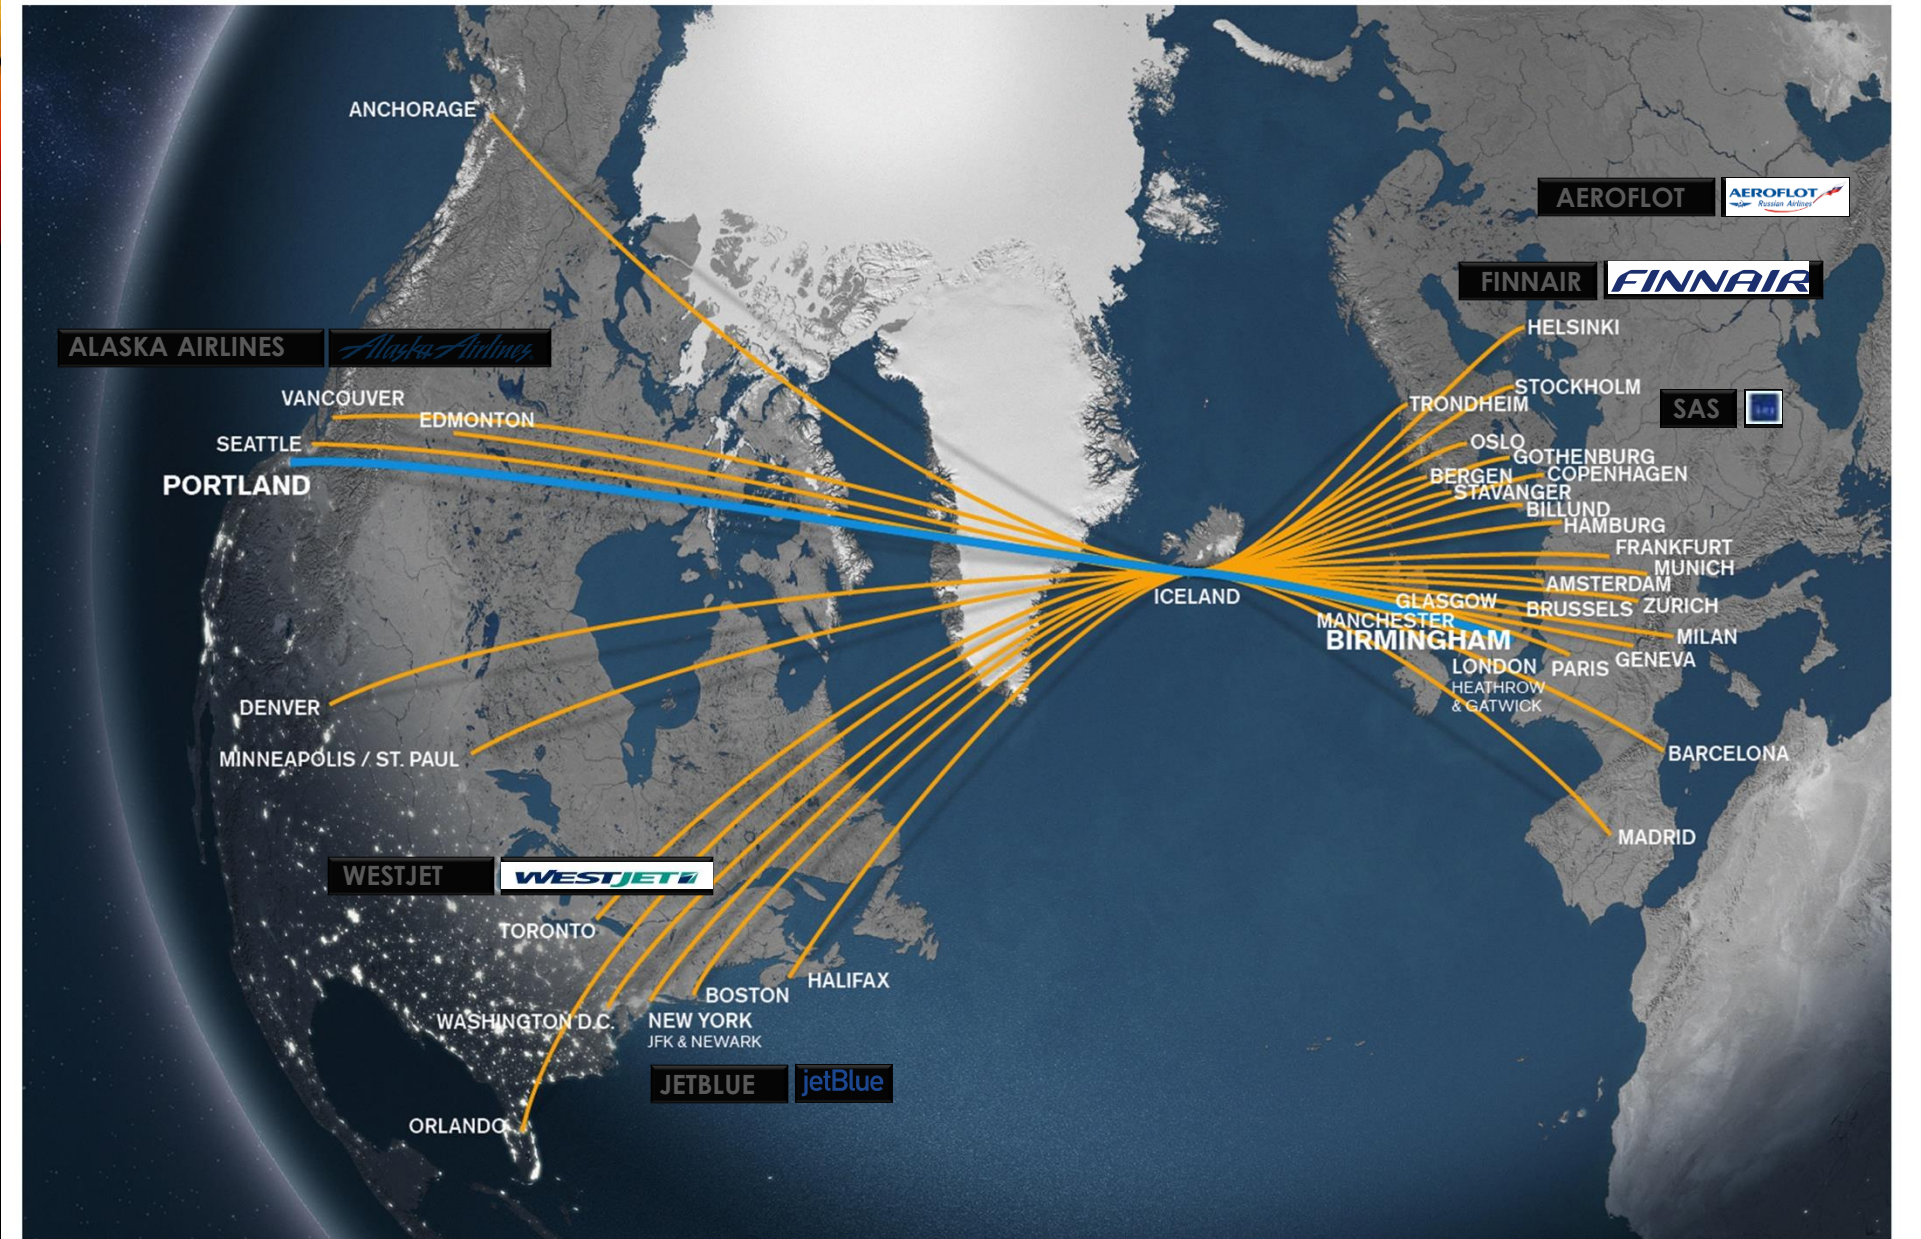 ANCHORAGE
AEROFLOT
AEROFLOT
Russian Airlines
FINNAIR
FINNAIR
HELSINKI
ALASKA AIRLINES
Alaska Airlines
VANCOUVER
EDMONTON
SEATTLE
PORTLAND
STOCKHOLM
TRONDHEIM
SAS
OSLO
GOTHENBURG
BERGEN
COPENHAGEN
STAVANGER
BILLUND
HAMBURG
FRANKFURT
MUNICH
AMSTERDAM
ICELAND
GLASGOW
BRUSSELS
ZURICH
MANCHESTER
BIRMINGHAM
MILAN
LONDON
HEATHROW
& GATWICK
PARIS
GENEVA
DENVER
MINNEAPOLIS / ST. PAUL
BARCELONA
MADRID
WESTJET
WESTJET
TORONTO
HALIFAX
BOSTON
WASHINGTON D.C.
NEW YORK
JFK & NEWARK
JETBLUE
jetBlue
ORLANDO